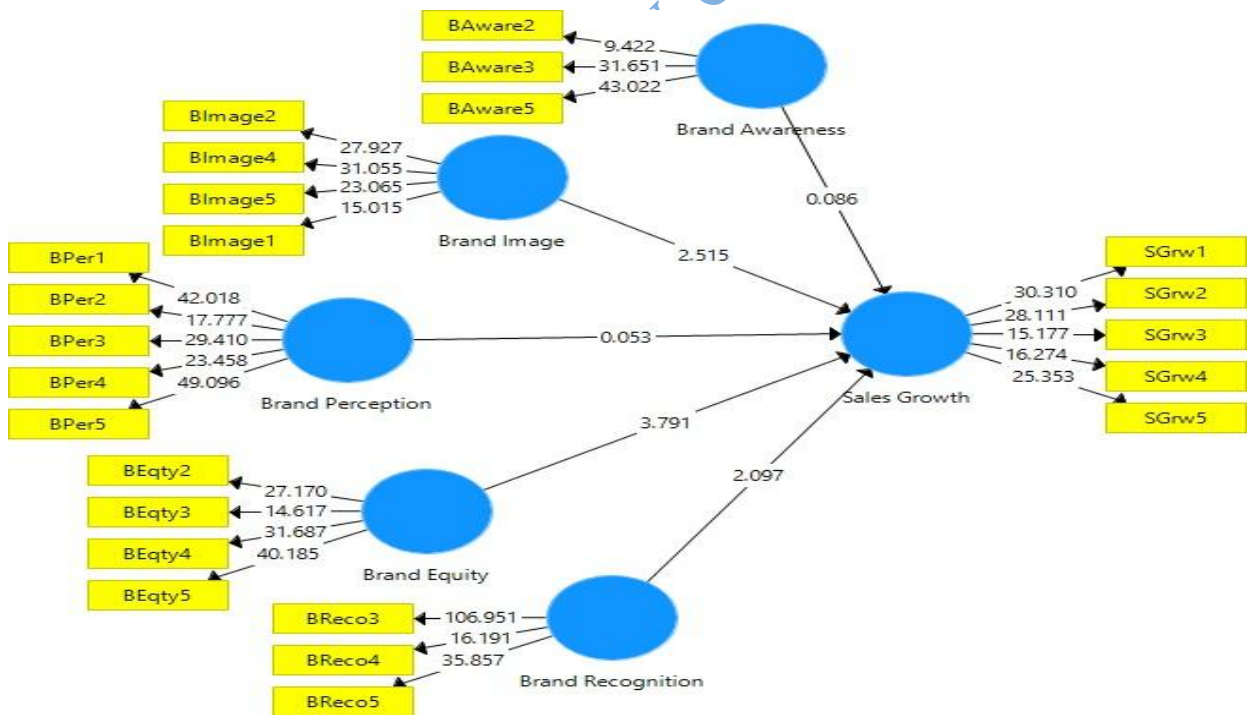 BAware2
BAware3
BAware5
9.422
31.651
43.022
Brand Awareness
BImage2
BImage4
BImage5
BImage1
27.927
31.055
23.065
15.015
Brand Image
0.086
2.515
BPer1
BPer2
BPer3
BPer4
BPer5
42.018
17.777
29.410
23.458
49.096
Brand Perception
0.053
SGrw1
SGrw2
SGrw3
SGrw4
SGrw5
30.310
28.111
15.177
16.274
25.353
Sales Growth
3.791
2.097
BEqty2
BEqty3
BEqty4
BEqty5
27.170
14.617
31.687
40.185
Brand Equity
BReco3
BReco4
BReco5
106.951
16.191
35.857
Brand Recognition